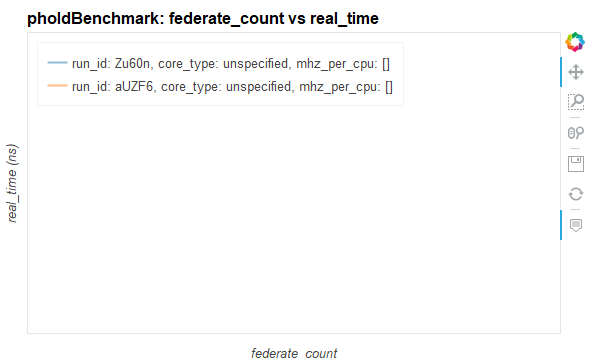 pholdBenchmark: federate_count vs real_time
run_id: Zu60n, core_type: unspecified, mhz_per_cpu: []
run_id: aUZF6, core_type: unspecified, mhz_per_cpu: []
real_time (ns)
federate_count